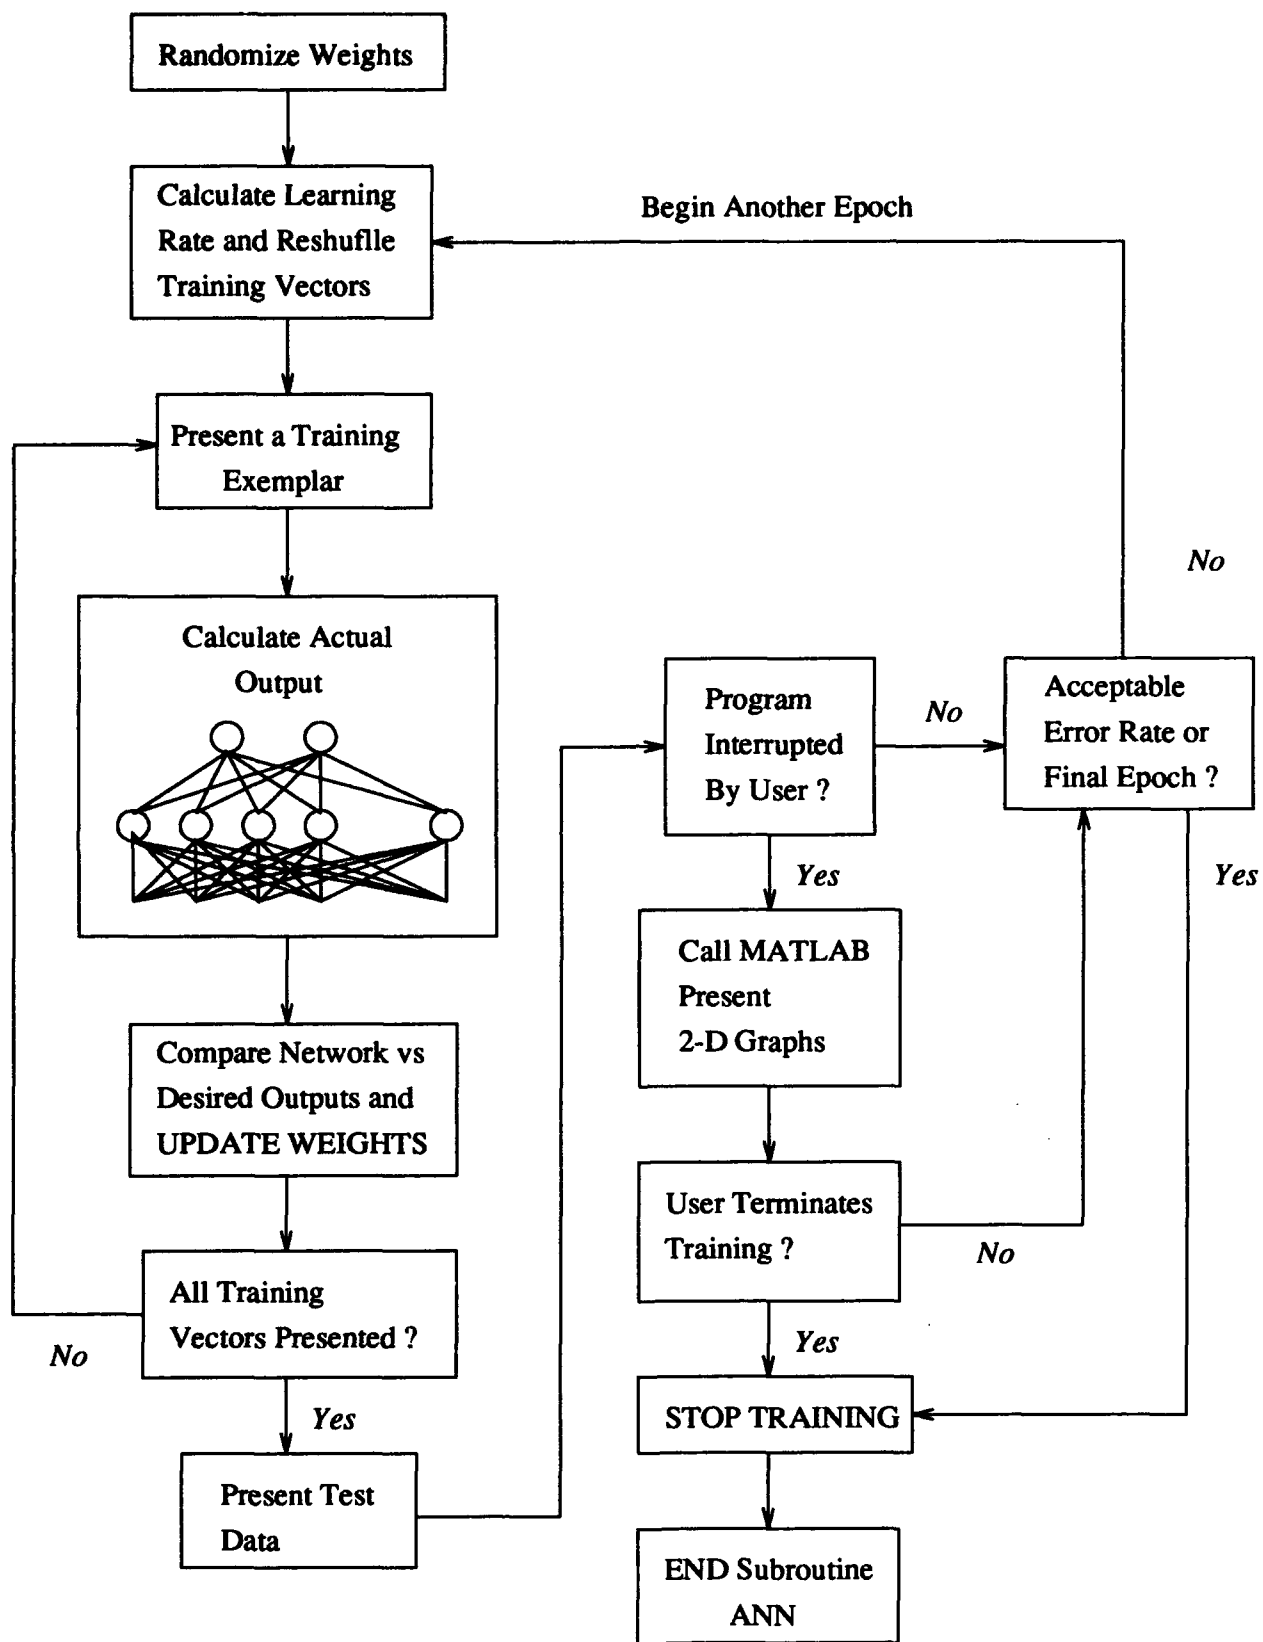 Randomize Weights
Calculate Learning
Rate and Reshuflle
Training Vectors
Begin Another Epoch
Present a Training
Exemplar
No
Calculate Actual
Output
Program
Interrupted
By User ?
No
Acceptable
Error Rate or
Final Epoch ?
Yes
Yes
Call MATLAB
Present
2-D Graphs
Compare Network vs
Desired Outputs and
UPDATE WEIGHTS
User Terminates
Training ?
No
All Training
Vectors Presented ?
No
Yes
Yes
STOP TRAINING
Present Test
Data
END Subroutine
ANN